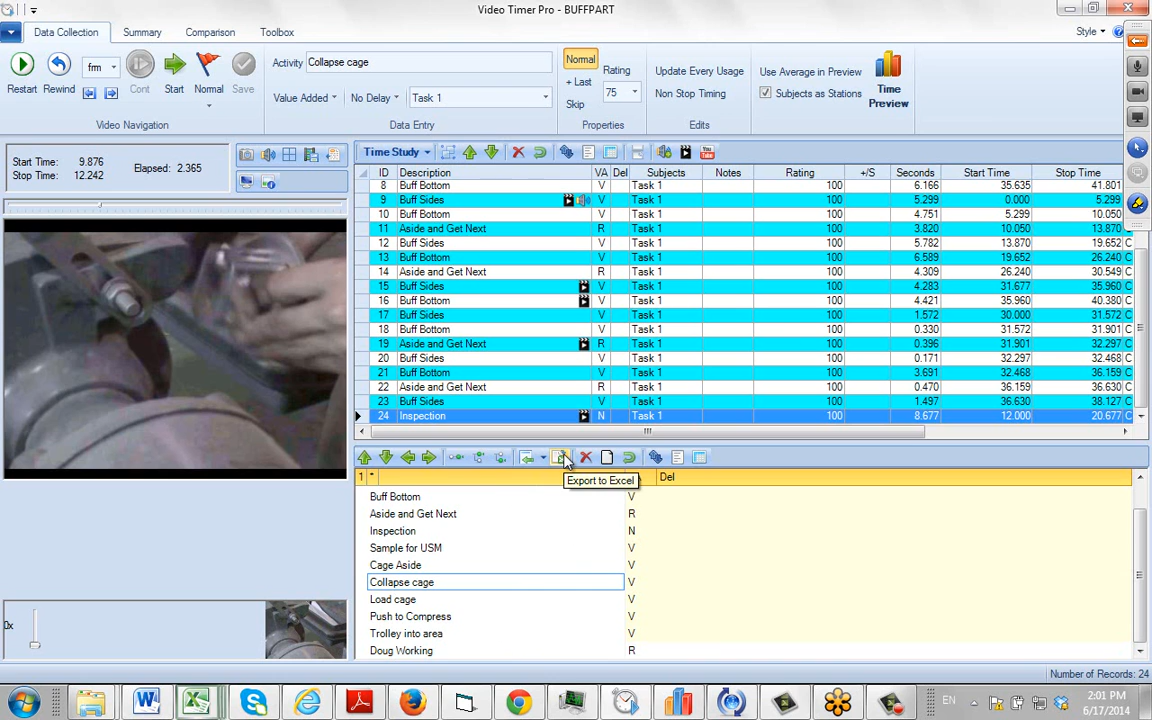 Video Timer Pro - BUFFPART
Data Collection Summary Comparison Toolbox Style
Restart Rewind frm Cont Start Normal Save
Video Navigation
Activity Collapse cage
Value Added No Delay Task 1
Data Entry
Normal
+ Last
Skip
Rating
75
Properties
Update Every Usage
Non Stop Timing
Edits
Use Average in Preview
Subjects as Stations
Time
Preview
Start Time: 9.876
Stop Time: 12.242
Elapsed: 2.365
0x
Time Study
ID Description VA Del Subjects Notes Rating +/S Seconds Start Time Stop Time
8 Buff Bottom V Task 1 100 6.166 35.635 41.801
9 Buff Sides V Task 1 100 5.299 0.000 5.299
10 Buff Bottom V Task 1 100 4.751 5.299 10.050
11 Aside and Get Next R Task 1 100 3.820 10.050 13.870 C
12 Buff Sides V Task 1 100 5.782 13.870 19.652 C
13 Buff Bottom V Task 1 100 6.589 19.652 26.240 C
14 Aside and Get Next R Task 1 100 4.309 26.240 30.549 C
15 Buff Sides V Task 1 100 4.283 31.677 35.960 C
16 Buff Bottom V Task 1 100 4.421 35.960 40.380 C
17 Buff Sides V Task 1 100 1.572 30.000 31.572 C
18 Buff Bottom V Task 1 100 0.330 31.572 31.901 C
19 Aside and Get Next R Task 1 100 0.396 31.901 32.297 C
20 Buff Sides V Task 1 100 0.171 32.297 32.468 C
21 Buff Bottom V Task 1 100 3.691 32.468 36.159 C
22 Aside and Get Next R Task 1 100 0.470 36.159 36.630 C
23 Buff Sides V Task 1 100 1.497 36.630 38.127 C
24 Inspection N Task 1 100 8.677 12.000 20.677 C
1 * Del
Export to Excel
Buff Bottom V
Aside and Get Next R
Inspection N
Sample for USM V
Cage Aside V
Collapse cage V
Load cage V
Push to Compress V
Trolley into area V
Doug Working R
Number of Records: 24
EN
2:01 PM
6/17/2014